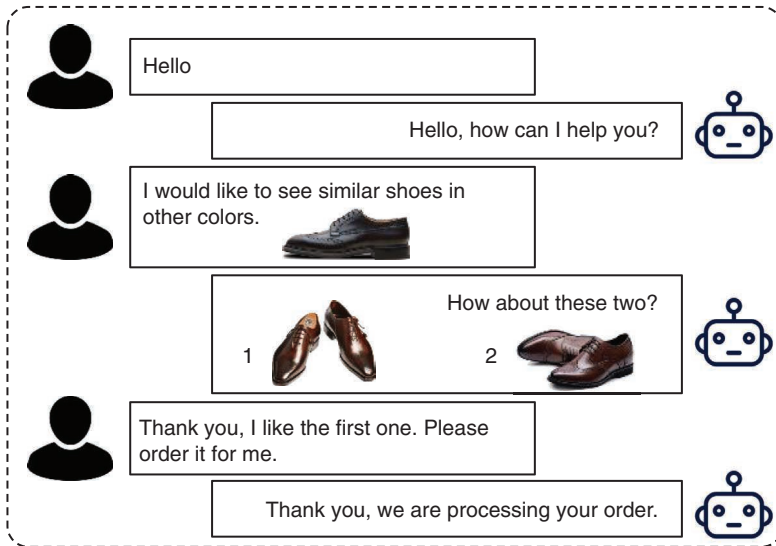 Hello
Hello, how can I help you?
I would like to see similar shoes in
other colors.
How about these two?
1
2
Thank you, I like the first one. Please
order it for me.
Thank you, we are processing your order.